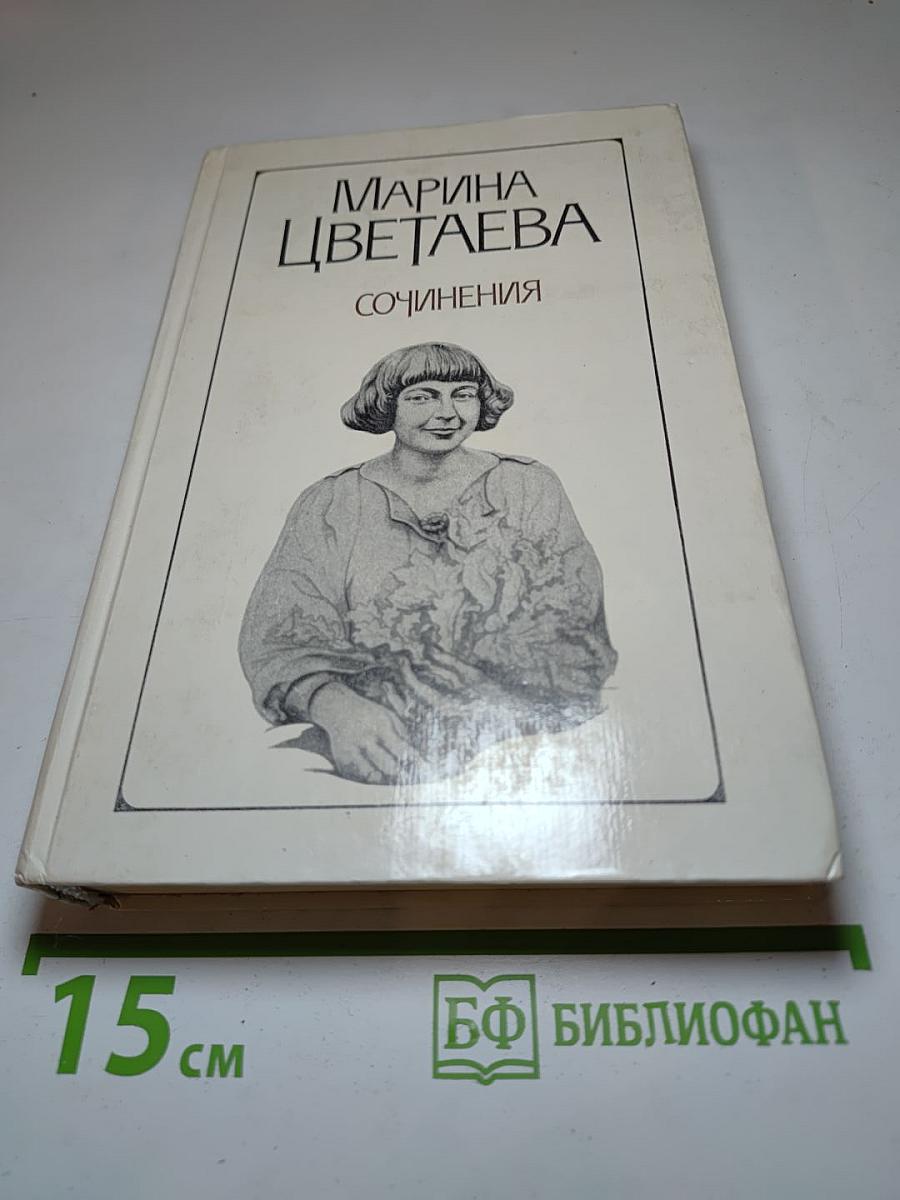 МАРИНА
ЦВЕТАЕВА
СОЧИНЕНИЯ
15 см
БФ БИБЛИОФАН